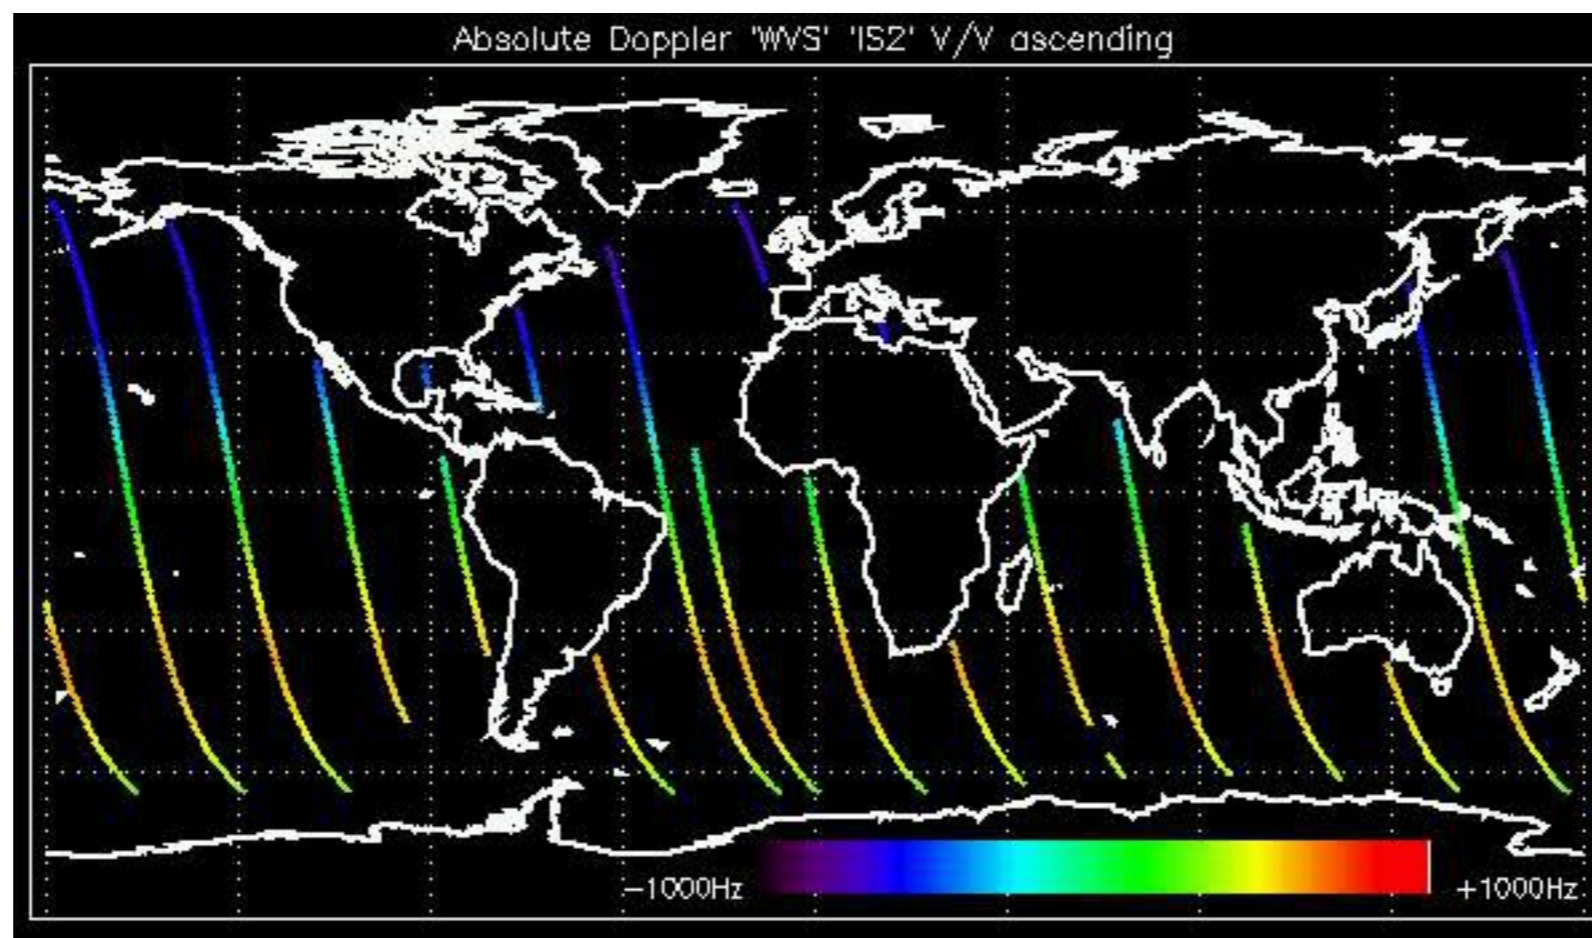 Absolute Doppler 'WVS' 'IS2' V/V ascending
-1000Hz +1000Hz